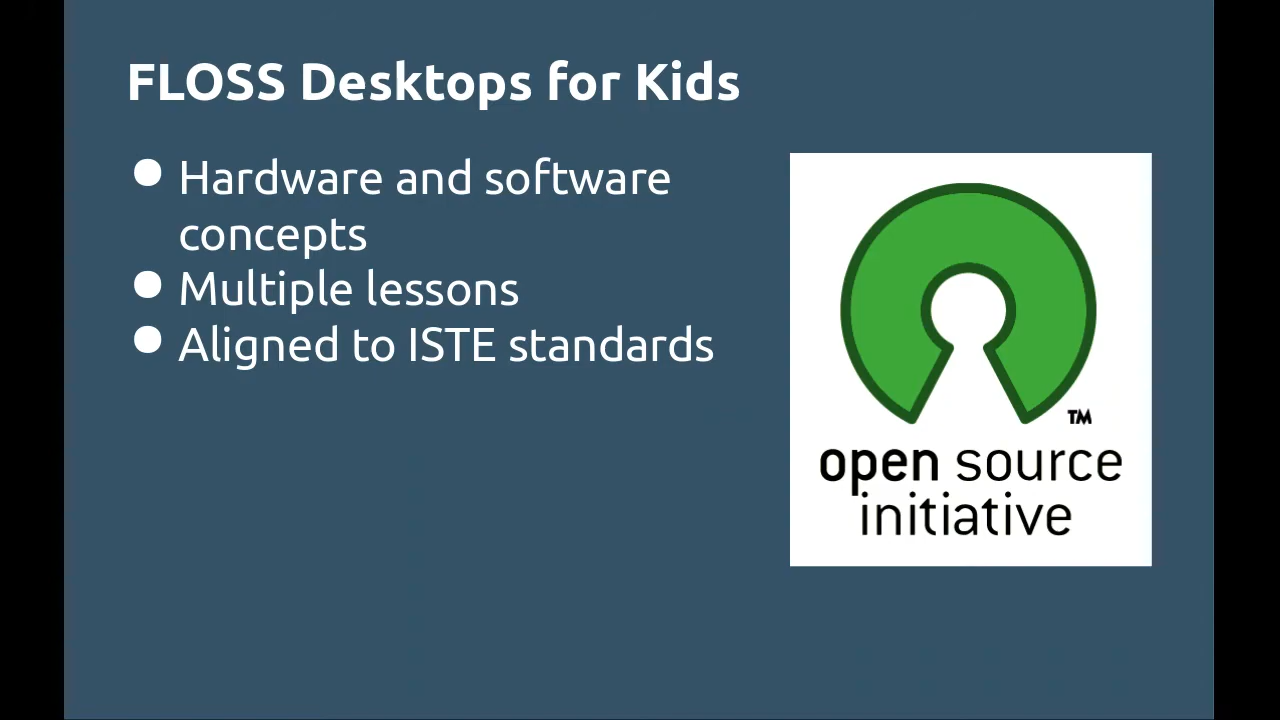 FLOSS Desktops for Kids
● Hardware and software
concepts
● Multiple lessons
● Aligned to ISTE standards
TM
open source
initiative